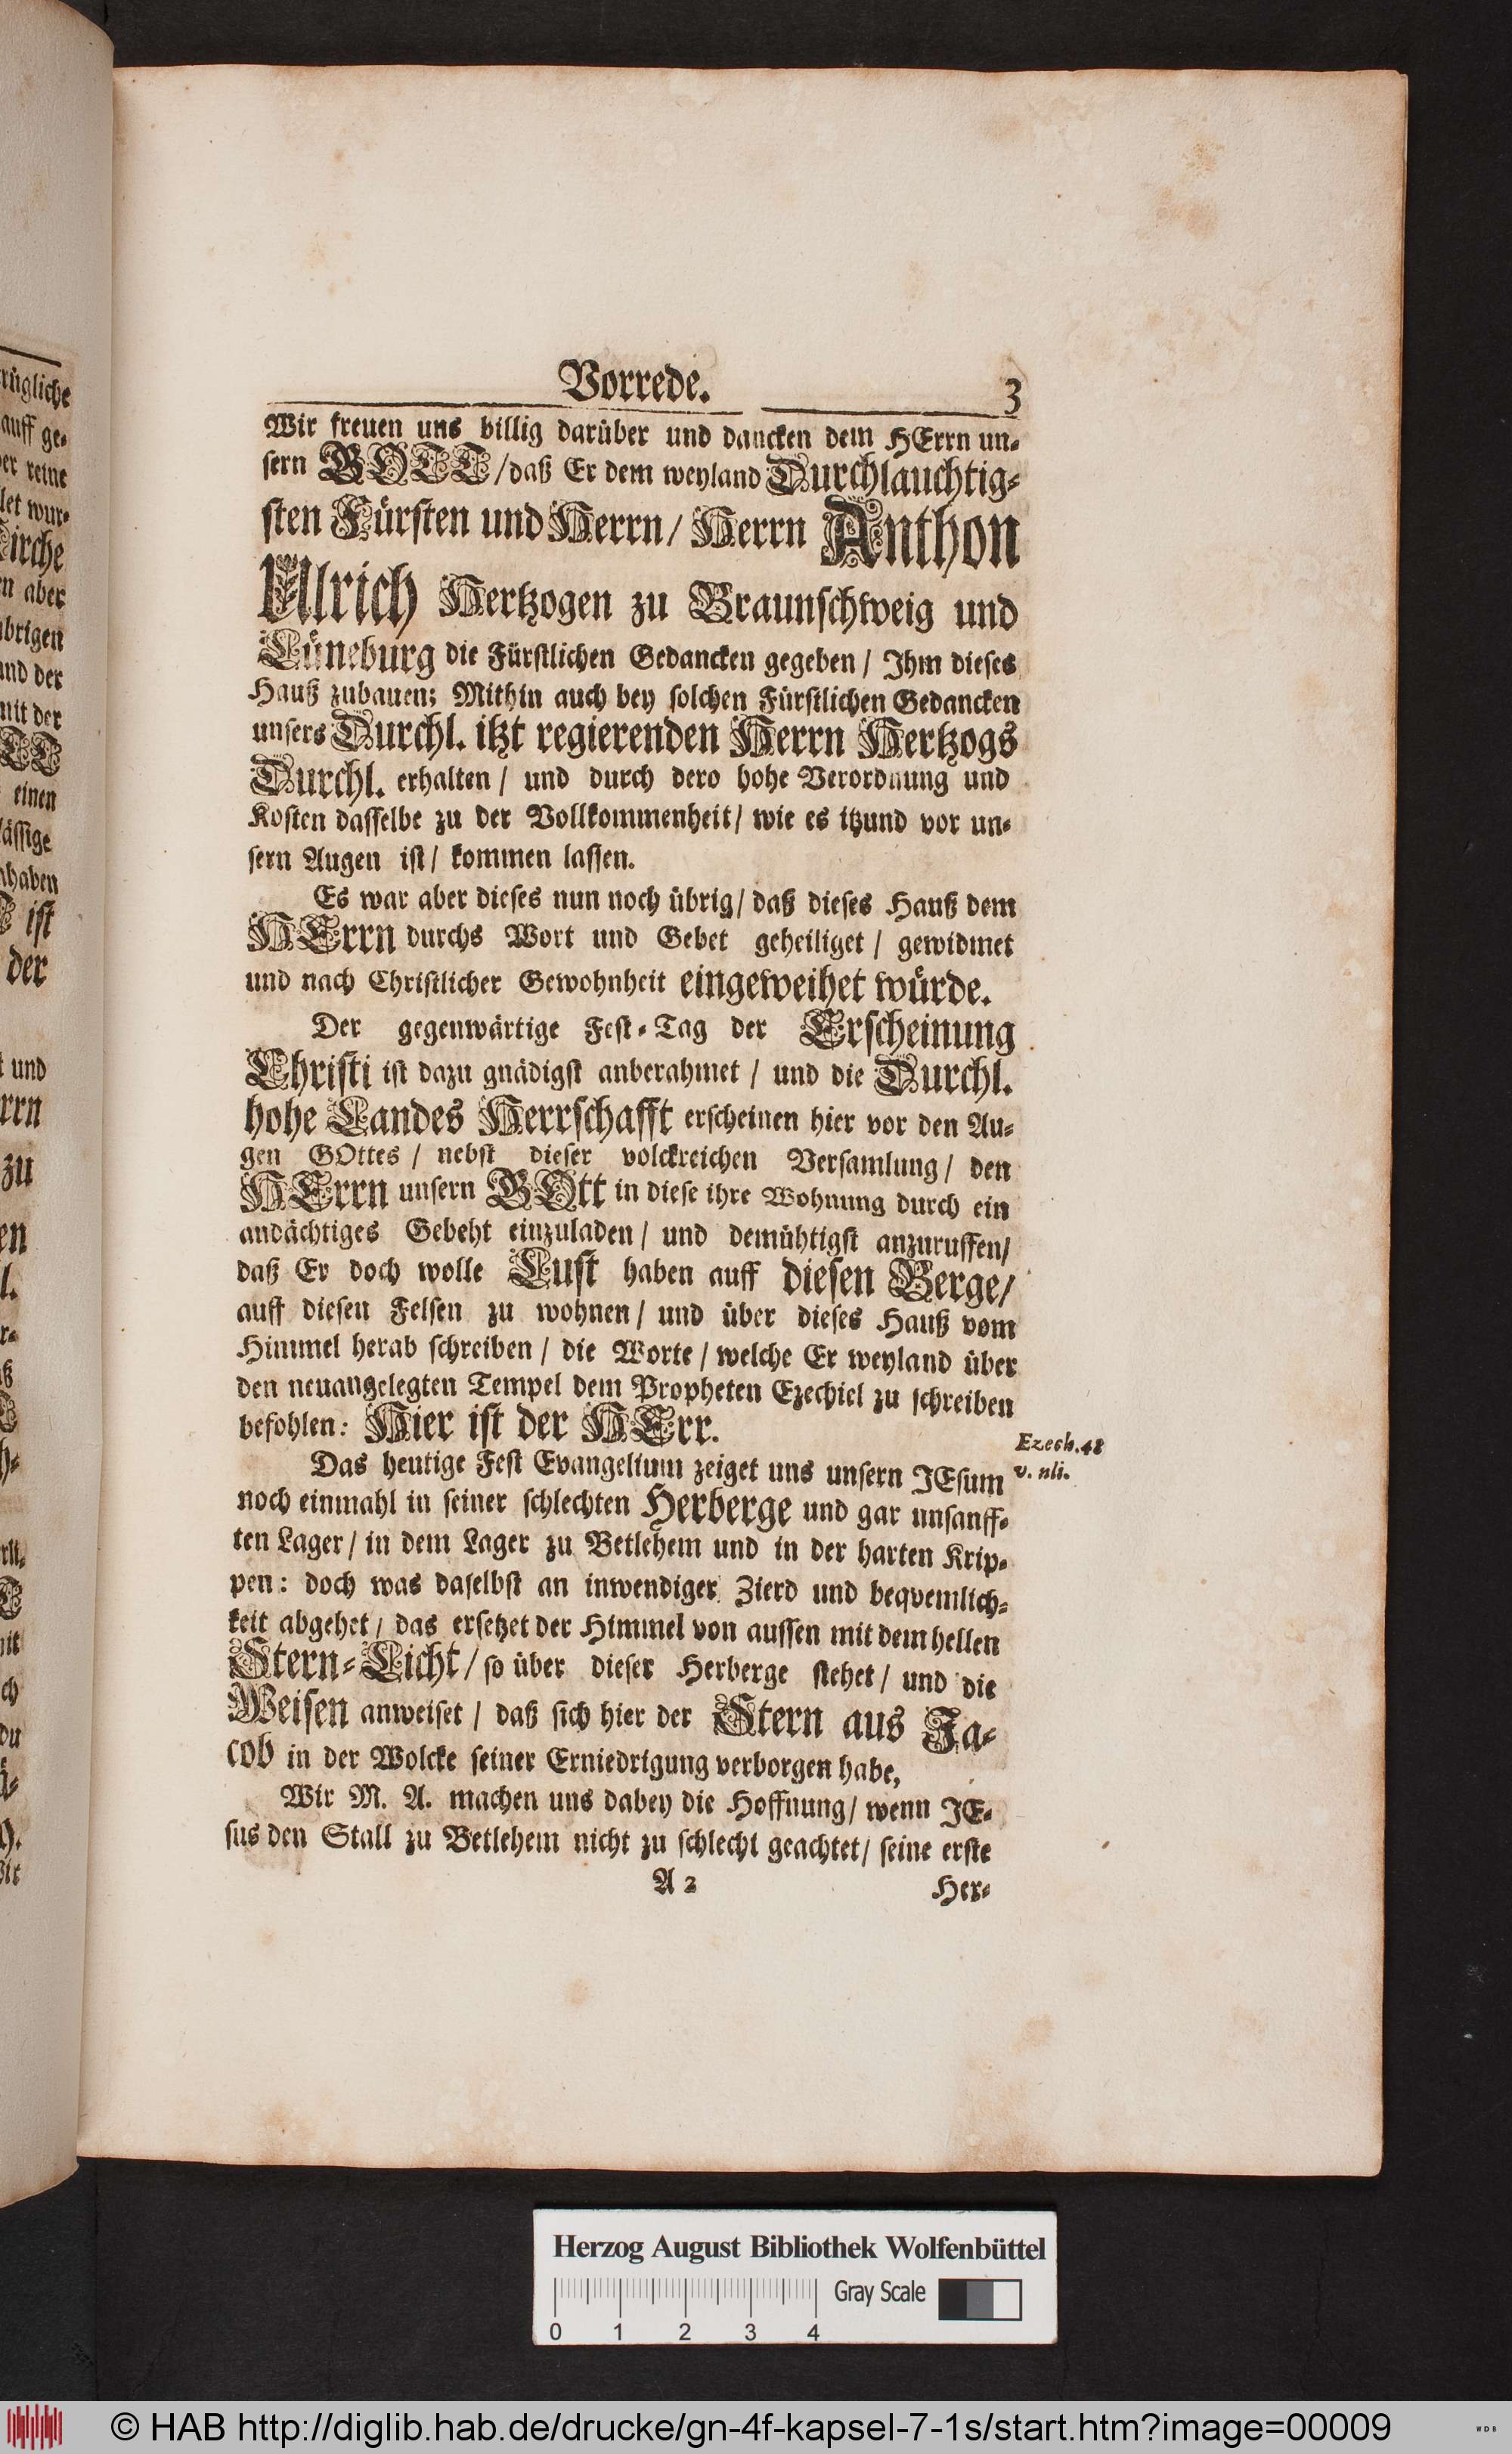 Vorrede. 3
Wir freuen uns billig darüber und dancken dem HErrn un-
sern GOTT/daß Er dem weyland Durchlauchtig-
sten Fürsten und Herrn/ Herrn Anthon
Ulrich Hertzogen zu Braunschweig und
Lüneburg die Fürstlichen Gedancken gegeben / Ihm dieses
Hauß zubauen; Mithin auch bey solchen Fürstlichen Gedancken
unsers Durchl. itzt regierenden Herrn Hertzogs
Durchl. erhalten / und durch dero hohe Verordnung und
Kosten dasselbe zu der Vollkommenheit/ wie es itzund vor un-
sern Augen ist/ kommen lassen.
Es war aber dieses nun noch übrig/ daß dieses Hauß dem
HErrn durchs Wort und Gebet geheiliget / gewidmet
und nach Christlicher Gewohnheit eingeweihet würde.
Der gegenwärtige Fest-Tag der Erscheinung
Christi ist dazu gnädigst anberahmet / und die Durchl.
hohe Landes Herrschafft erscheinen hier vor den Au-
gen GOttes / nebst dieser volckreichen Versamlung/ den
HErrn unsern GOtt in diese ihre Wohnung durch ein
andächtiges Gebeht einzuladen / und demühtigst anzuruffen/
daß Er doch wolle Lust haben auff diesen Berge/
auff diesen Felsen zu wohnen / und über dieses Hauß vom
Himmel herab schreiben / die Worte / welche Er weyland über
den neuangelegten Tempel dem Propheten Ezechiel zu schreiben
befohlen: Hier ist der HErr.
Ezech. 48
v. ult.
Das heutige Fest Evangelium zeiget uns unsern JEsum
noch einmahl in seiner schlechten Herberge und gar unsanff-
ten Lager/ in dem Lager zu Betlehem und in der harten Krip-
pen: doch was daselbst an inwendiger Zierd und beqvemlich-
keit abgehet/ das ersetzet der Himmel von aussen mit dem hellen
Stern-Licht/ so über dieser Herberge stehet/ und die
Weisen anweiset / daß sich hier der Stern aus Ja-
cob in der Wolcke seiner Erniedrigung verborgen habe,
Wir M. A. machen uns dabey die Hoffnung/ wenn JE-
sus den Stall zu Betlehem nicht zu schlecht geachtet/ seine erste
A 2 Her-
Herzog August Bibliothek Wolfenbüttel
Gray Scale
0 1 2 3 4
© HAB http://diglib.hab.de/drucke/gn-4f-kapsel-7-1s/start.htm?image=00009
WDB